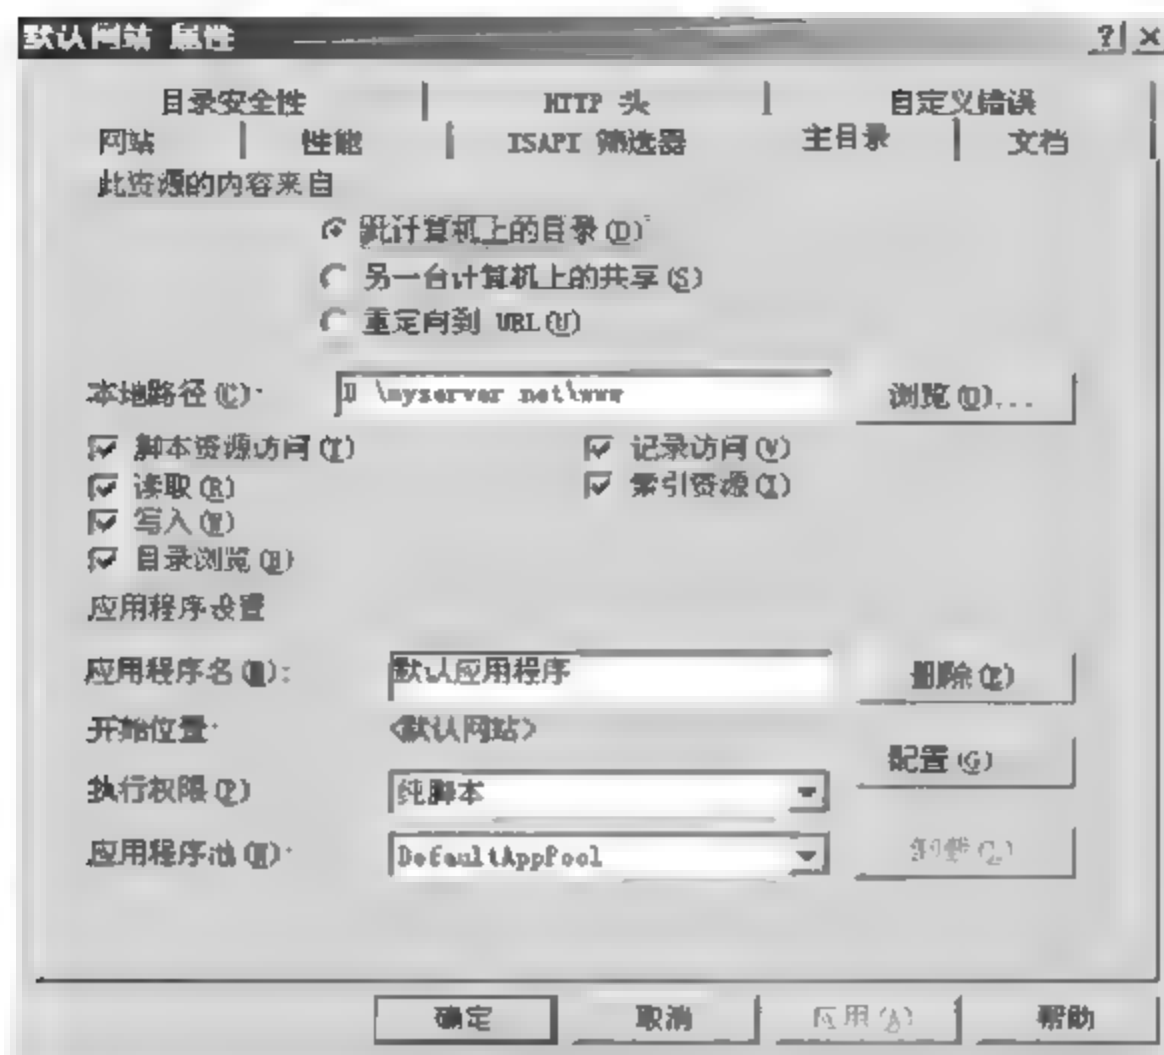 默认网站 属性
目录安全性 HTTP 头 自定义错误
网站 性能 ISAPI 筛选器 主目录 文档
此资源的内容来自
此计算机上的目录(D)
另一台计算机上的共享(S)
重定向到 URL(U)
本地路径(C): D \myserver net\www 浏览(O)...
脚本资源访问(T) 记录访问(V)
读取(R) 索引资源(I)
写入(W)
目录浏览(B)
应用程序设置
应用程序名(M): 默认应用程序 删除(E)
开始位置: <默认网站>
配置(G)
执行权限(P) 纯脚本
应用程序池(N): DefaultAppPool 卸载(L)
确定 取消 应用(A) 帮助